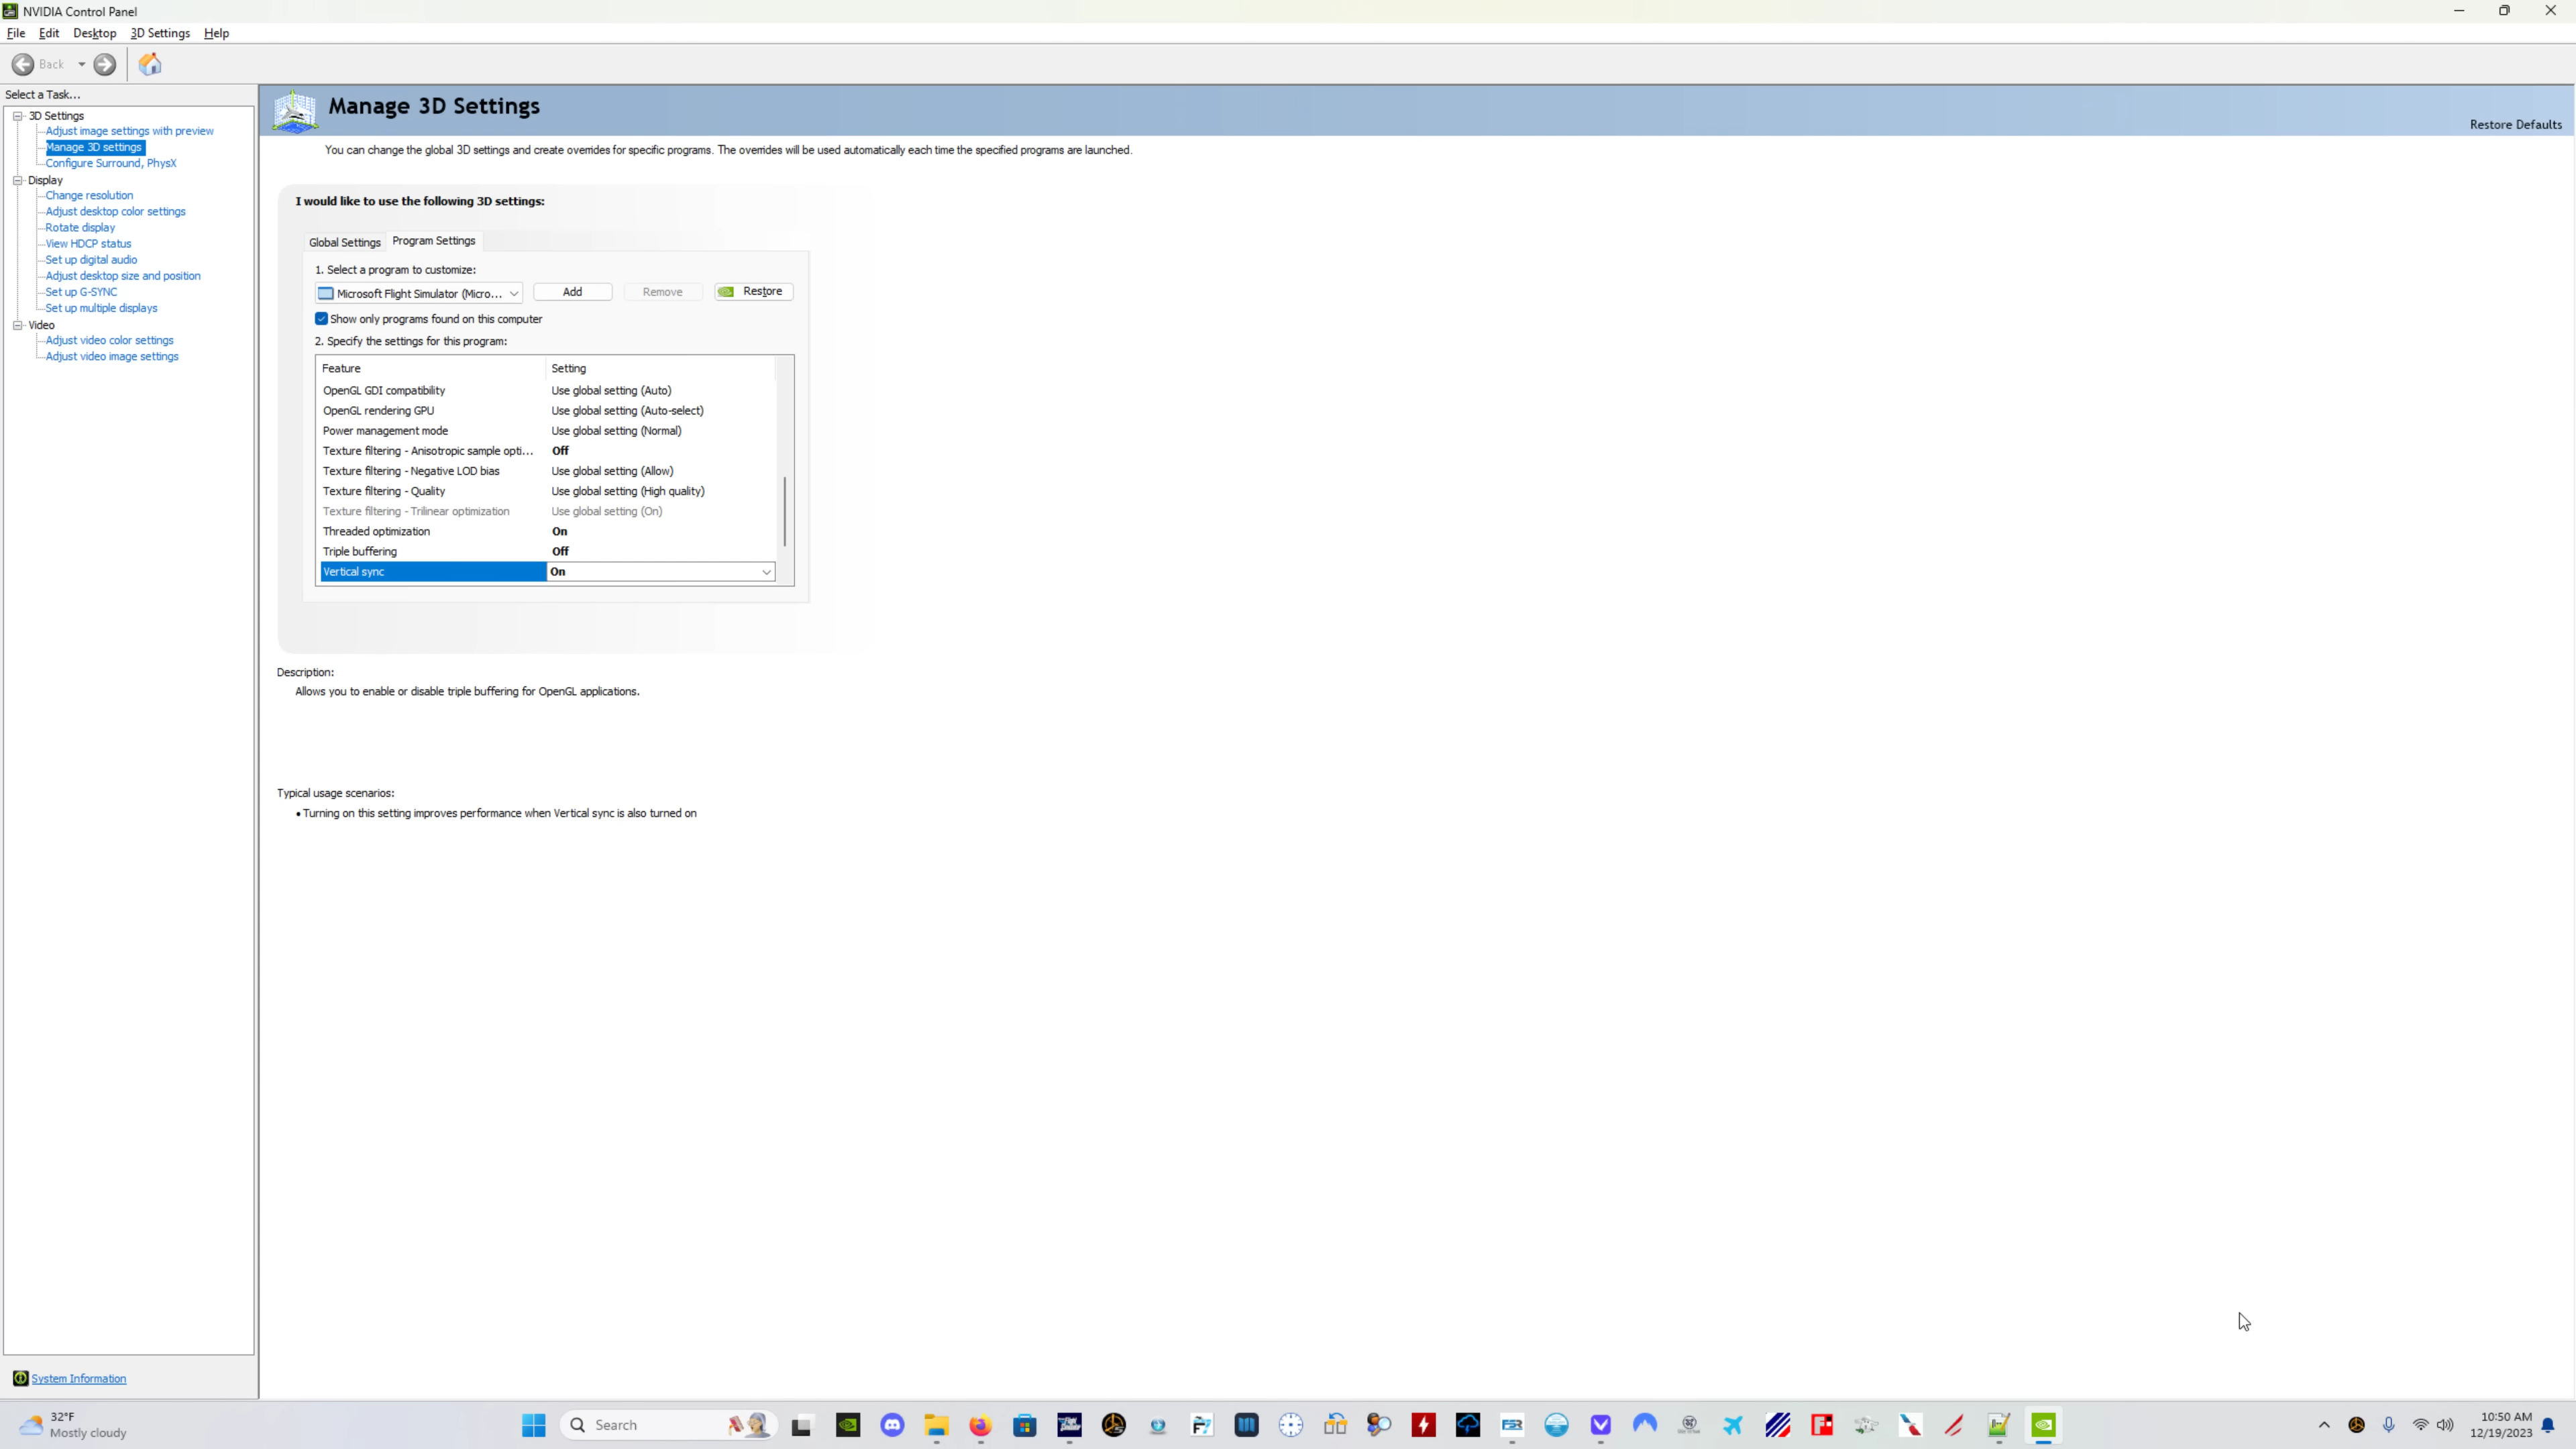 NVIDIA Control Panel
File Edit Desktop 3D Settings Help
Back
Select a Task...
3D Settings
Adjust image settings with preview
Manage 3D settings
Configure Surround, PhysX
Display
Change resolution
Adjust desktop color settings
Rotate display
View HDCP status
Set up digital audio
Adjust desktop size and position
Set up G-SYNC
Set up multiple displays
Video
Adjust video color settings
Adjust video image settings
System Information
Manage 3D Settings
Restore Defaults
You can change the global 3D settings and create overrides for specific programs. The overrides will be used automatically each time the specified programs are launched.
I would like to use the following 3D settings:
Global Settings Program Settings
1. Select a program to customize:
Microsoft Flight Simulator (Micro... Add Remove Restore
Show only programs found on this computer
2. Specify the settings for this program:
Feature Setting
OpenGL GDI compatibility Use global setting (Auto)
OpenGL rendering GPU Use global setting (Auto-select)
Power management mode Use global setting (Normal)
Texture filtering - Anisotropic sample opti... Off
Texture filtering - Negative LOD bias Use global setting (Allow)
Texture filtering - Quality Use global setting (High quality)
Texture filtering - Trilinear optimization Use global setting (On)
Threaded optimization On
Triple buffering Off
Vertical sync On
Description:
Allows you to enable or disable triple buffering for OpenGL applications.
Typical usage scenarios:
• Turning on this setting improves performance when Vertical sync is also turned on
32°F
Mostly cloudy
Search
FSR
10:50 AM
12/19/2023